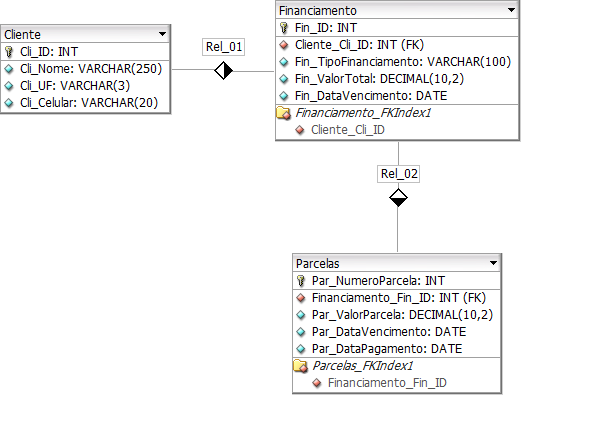 Cliente
Cli_ID: INT
Cli_Nome: VARCHAR(250)
Cli_UF: VARCHAR(3)
Cli_Celular: VARCHAR(20)
Rel_01
Financiamento
Fin_ID: INT
Cliente_Cli_ID: INT (FK)
Fin_TipoFinanciamento: VARCHAR(100)
Fin_ValorTotal: DECIMAL(10,2)
Fin_DataVencimento: DATE
Financiamento_FKIndex1
Cliente_Cli_ID
Rel_02
Parcelas
Par_NumeroParcela: INT
Financiamento_Fin_ID: INT (FK)
Par_ValorParcela: DECIMAL(10,2)
Par_DataVencimento: DATE
Par_DataPagamento: DATE
Parcelas_FKIndex1
Financiamento_Fin_ID